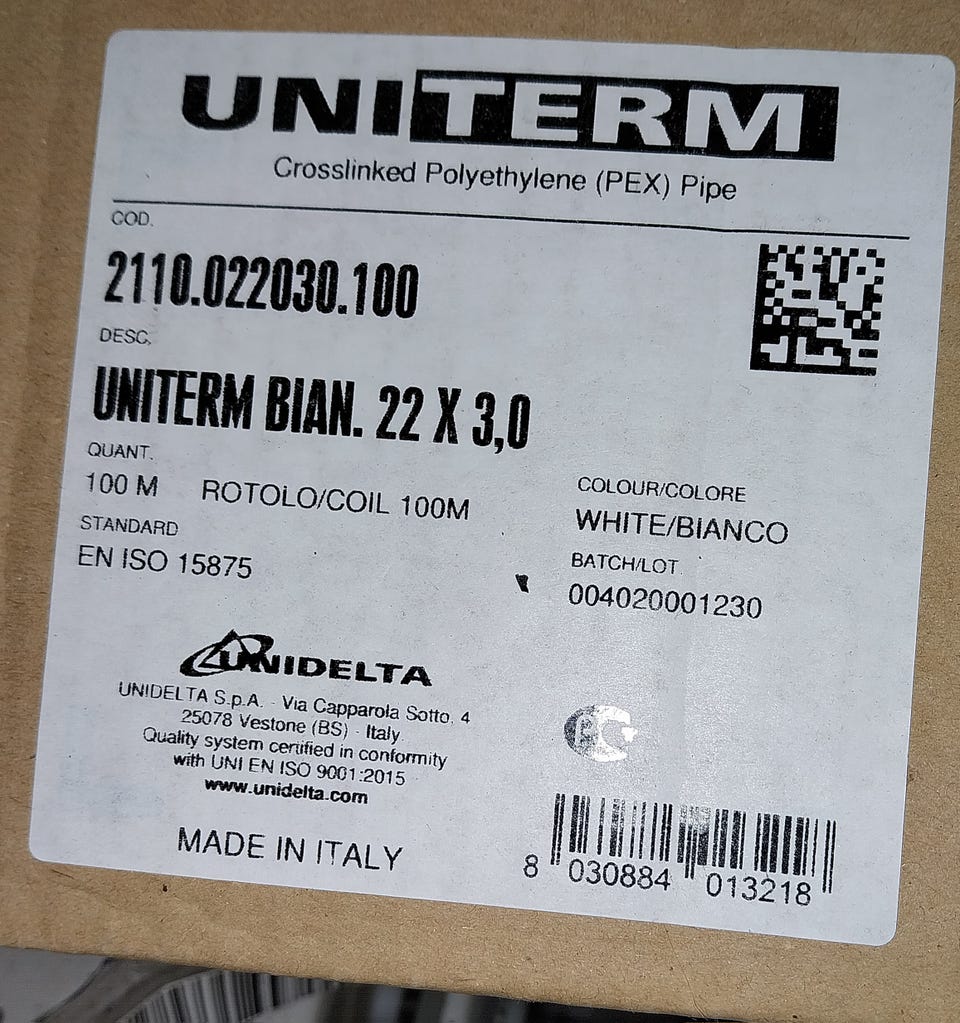 UNITERM
Crosslinked Polyethylene (PEX) Pipe
COD.
2110.022030.100
DESC.
UNITERM BIAN. 22 X 3,0
QUANT.
100 M ROTOLO/COIL 100M
STANDARD
EN ISO 15875
COLOUR/COLORE
WHITE/BIANCO
BATCH/LOT
004020001230
UNIDELTA
UNIDELTA S.p.A. - Via Capparola Sotto, 4
25078 Vestone (BS) - Italy
Quality system certified in conformity
with UNI EN ISO 9001:2015
www.unidelta.com
MADE IN ITALY
8 030884 013218